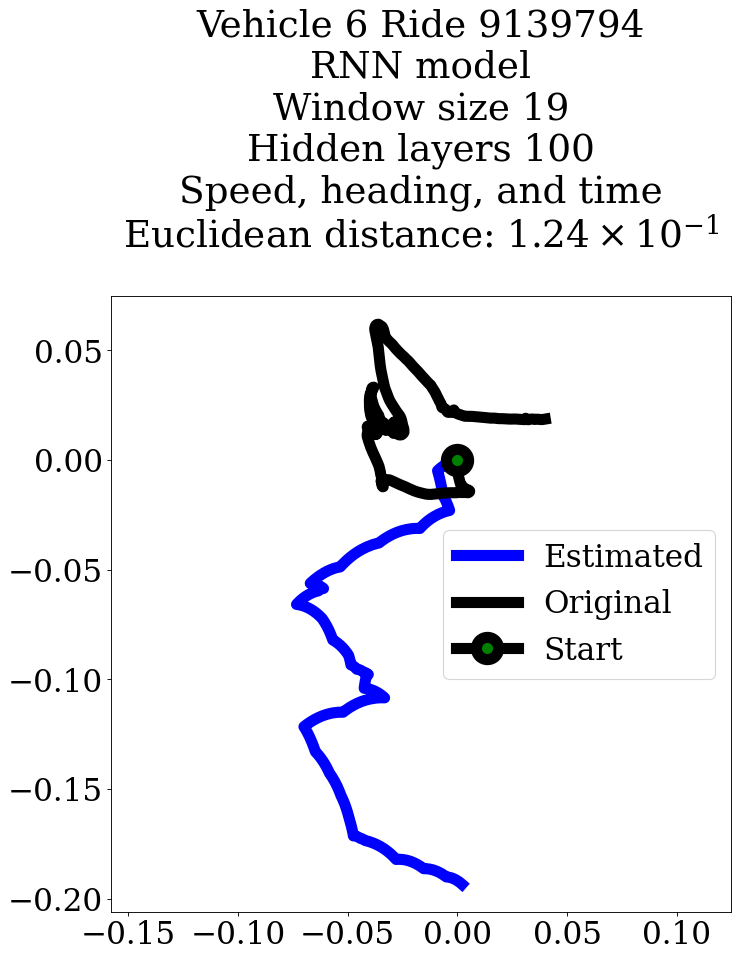 Vehicle 6 Ride 9139794
RNN model
Window size 19
Hidden layers 100
Speed, heading, and time
Euclidean distance: 1.24 × 10⁻¹
0.05
0.00
−0.05
−0.10
−0.15
−0.20
Estimated
Original
Start
−0.15 −0.10 −0.05 0.00 0.05 0.10